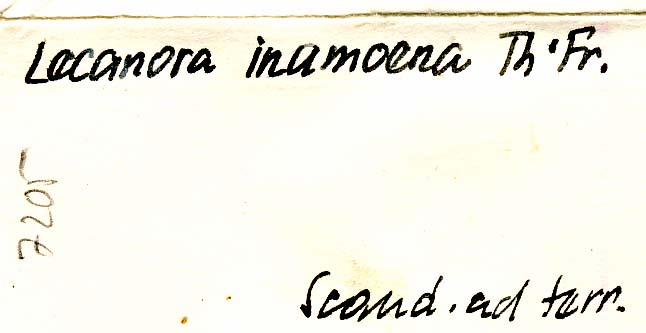 Lecanora inamoena Th. Fr.
7205
Scand. ad terr.